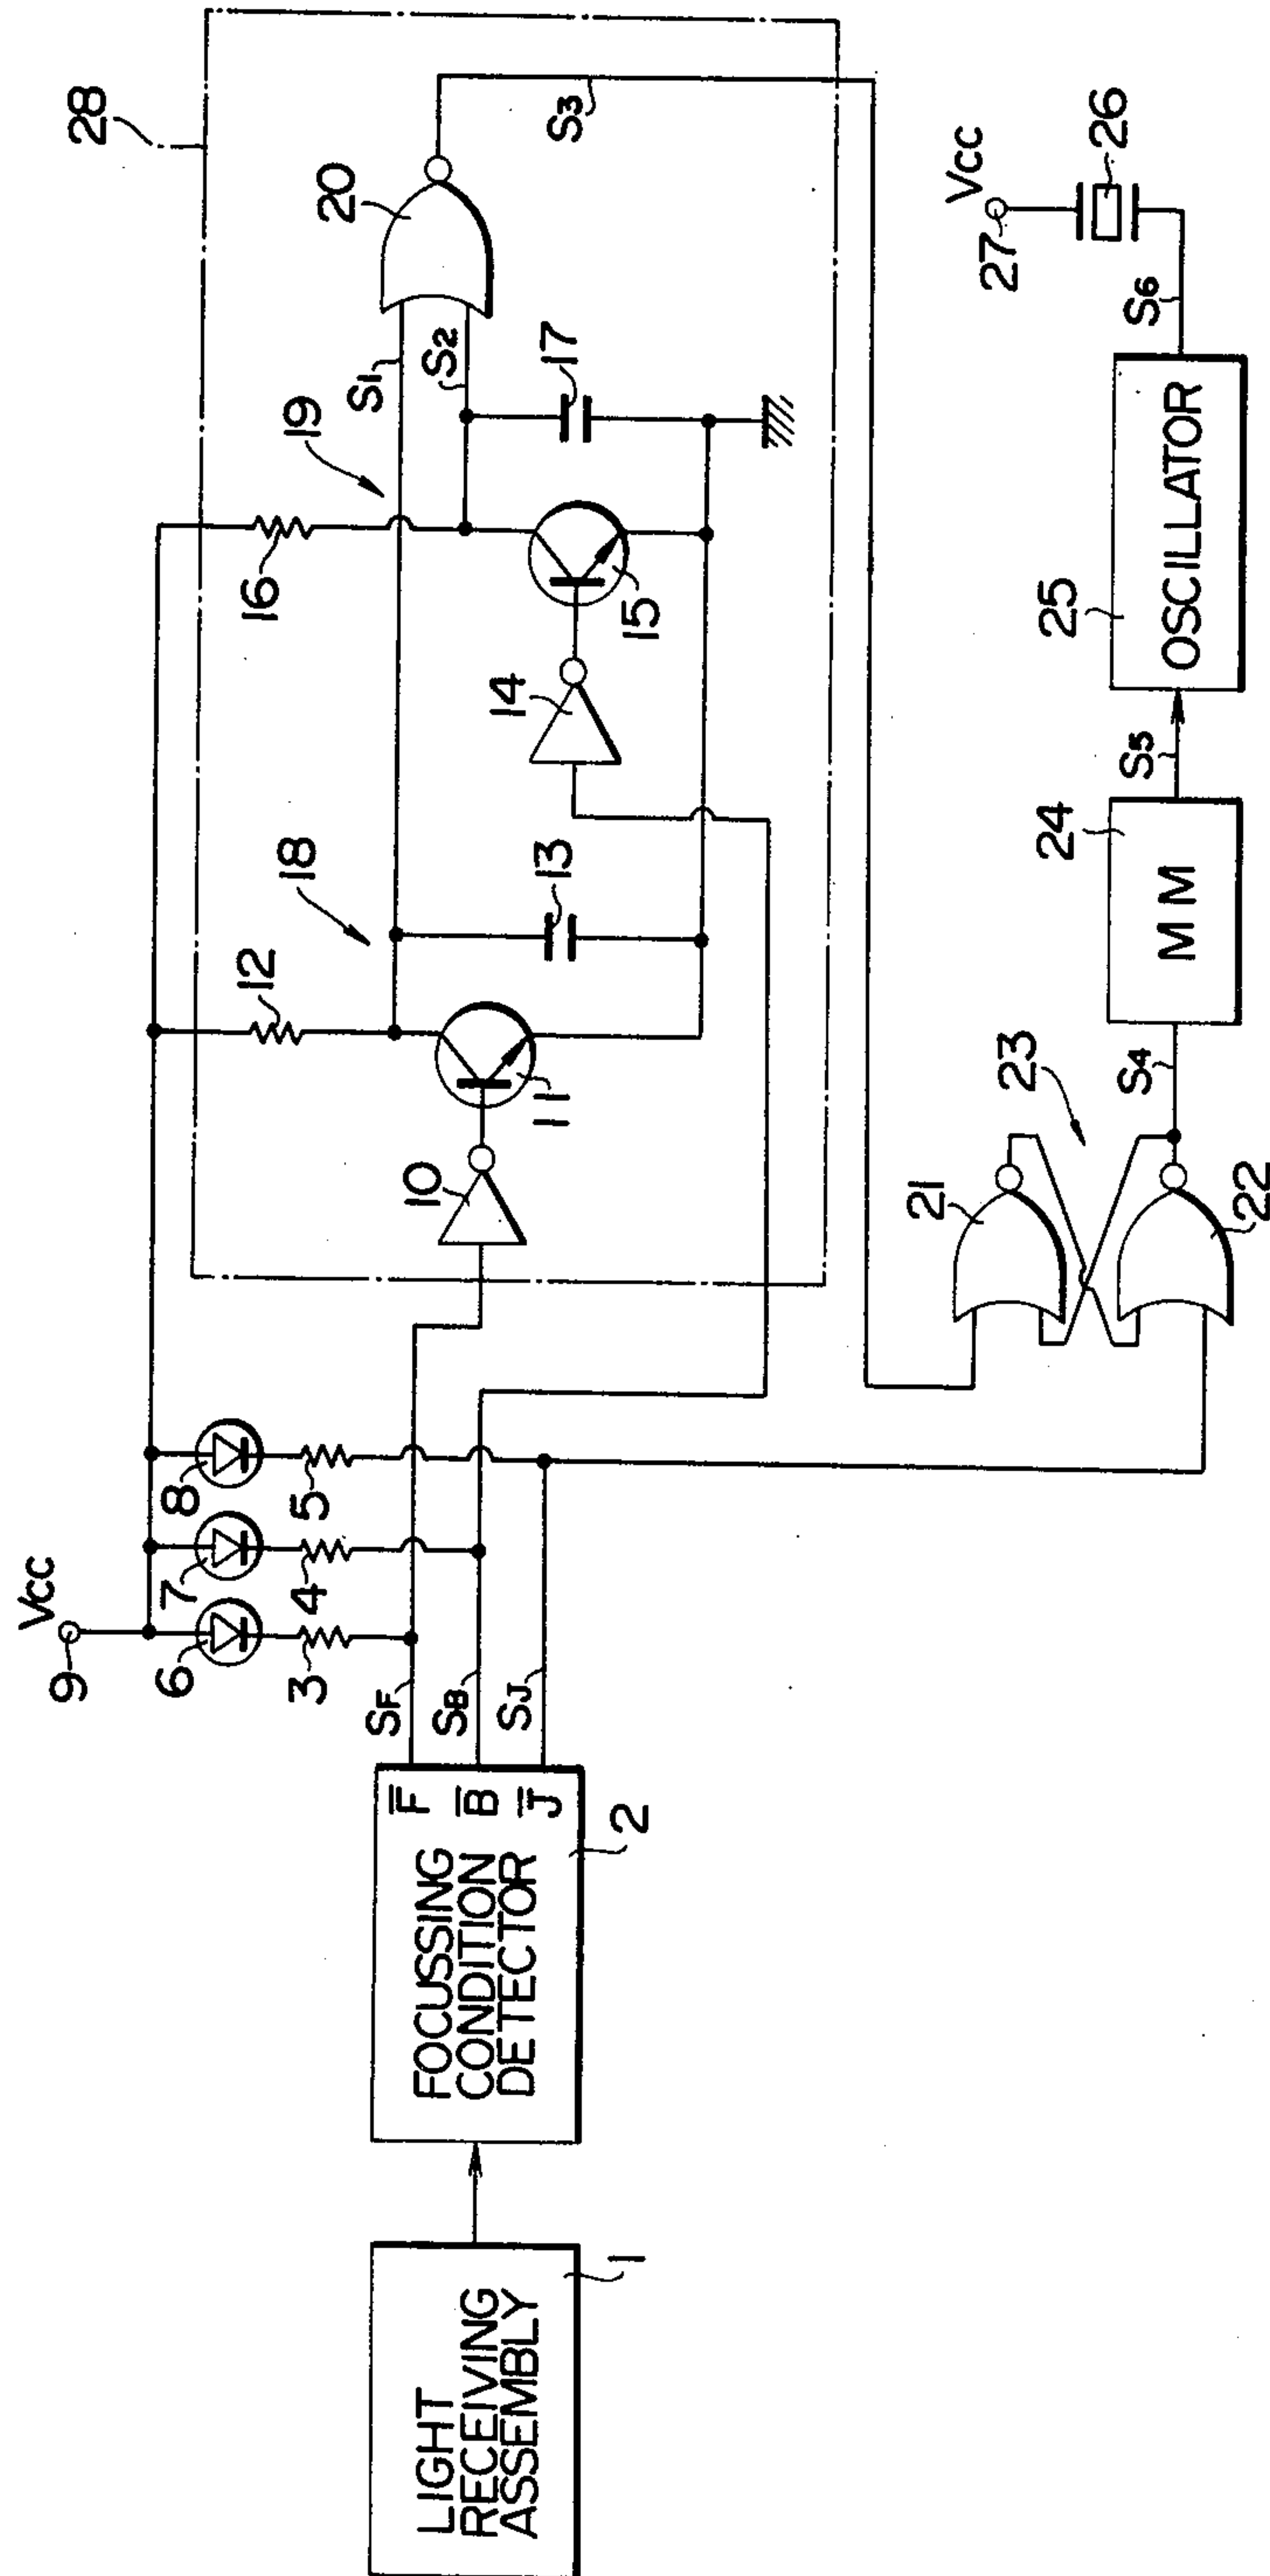 Vcc
9
6
7
8
3
4
5
SF
SB
SJ
LIGHT
RECEIVING
ASSEMBLY
1
FOCUSSING
CONDITION
DETECTOR
F̅
B̅
J̅
2
28
10
11
12
13
18
14
15
16
17
19
S1
S2
20
S3
21
22
23
S4
MM
24
S5
OSCILLATOR
25
S6
Vcc
27
26